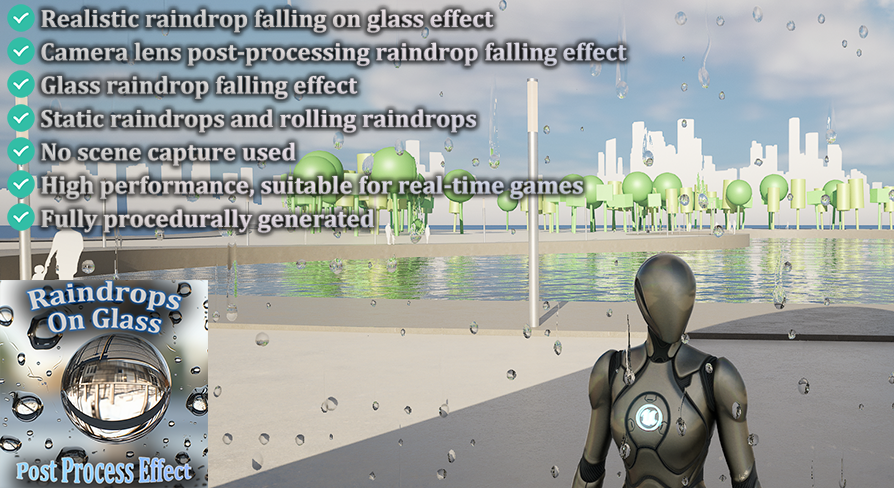 Realistic raindrop falling on glass effect
Camera lens post-processing raindrop falling effect
Glass raindrop falling effect
Static raindrops and rolling raindrops
No scene capture used
High performance, suitable for real-time games
Fully procedurally generated
Raindrops
On Glass
Post Process Effect